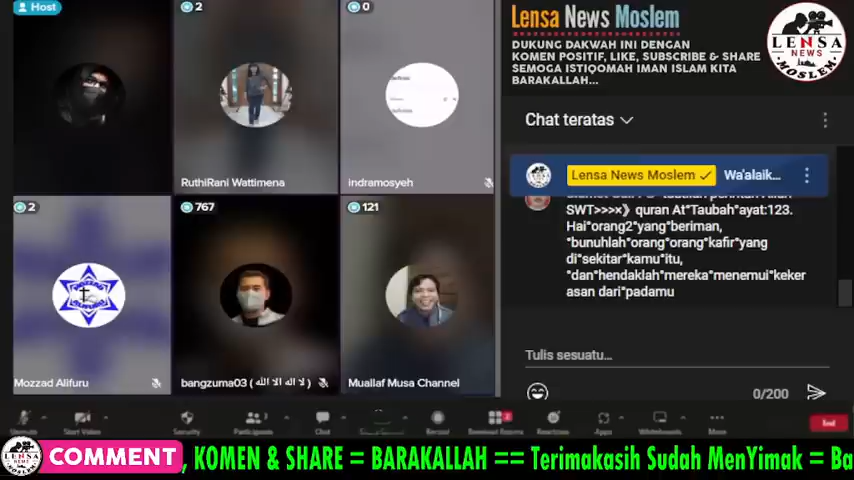 Host
2
0
RuthiRani Wattimena
indramosyeh
2
767
121
Mozzad Alifuru
bangzuma03 ( لا اله الا الله )
Muallaf Musa Channel
Lensa News Moslem
DUKUNG DAKWAH INI DENGAN
KOMEN POSITIF, LIKE, SUBSCRIBE & SHARE
SEMOGA ISTIQOMAH IMAN ISLAM KITA
BARAKALLAH...
LENSA
NEWS
MOSLEM
Chat teratas
Lensa News Moslem Wa'alaik...
SWT>>>×》 quran At"Taubah"ayat:123.
Hai"orang2"yang"beriman,
"bunuhlah"orang"orang"kafir"yang
di"sekitar"kamu"itu,
"dan"hendaklah"mereka"menemui"keker
asan dari"padamu
Tulis sesuatu...
0/200
Start Video
Security
Participants
Chat
Record
Reactions
Apps
Whiteboards
More
End
LENSA
NEWS
MOSLEM
COMMENT , KOMEN & SHARE = BARAKALLAH == Terimakasih Sudah MenYimak = Ba